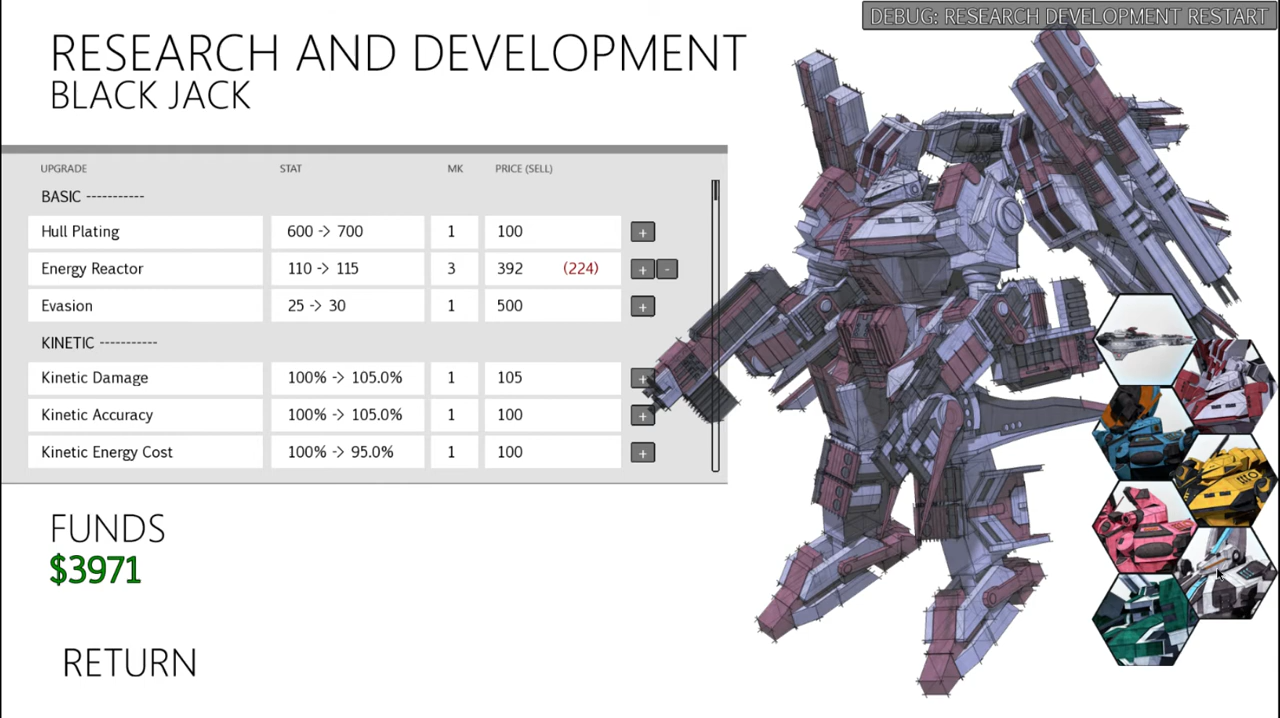 DEBUG: RESEARCH DEVELOPMENT RESTART
RESEARCH AND DEVELOPMENT
BLACK JACK
UPGRADE STAT MK PRICE (SELL)
BASIC -----------
Hull Plating 600 -> 700 1 100 +
Energy Reactor 110 -> 115 3 392 (224) + -
Evasion 25 -> 30 1 500 +
KINETIC -----------
Kinetic Damage 100% -> 105.0% 1 105 +
Kinetic Accuracy 100% -> 105.0% 1 100 +
Kinetic Energy Cost 100% -> 95.0% 1 100 +
FUNDS
$3971
RETURN